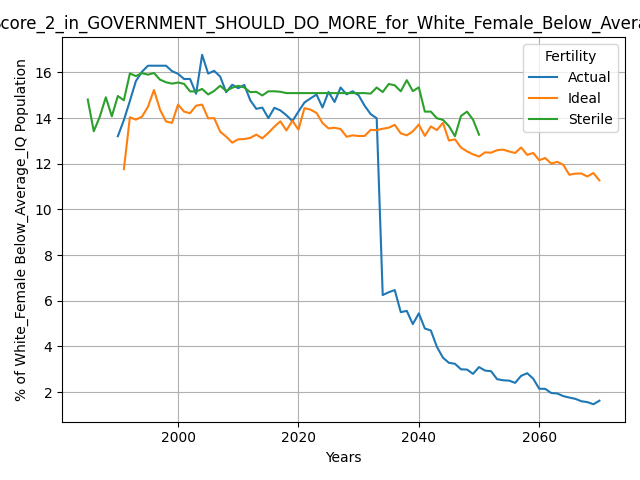 core_2_in_GOVERNMENT_SHOULD_DO_MORE_for_White_Female_Below_Avera
% of White_Female Below_Average_IQ Population
16
14
12
10
8
6
4
2
2000 2020 2040 2060
Years
Fertility
Actual
Ideal
Sterile